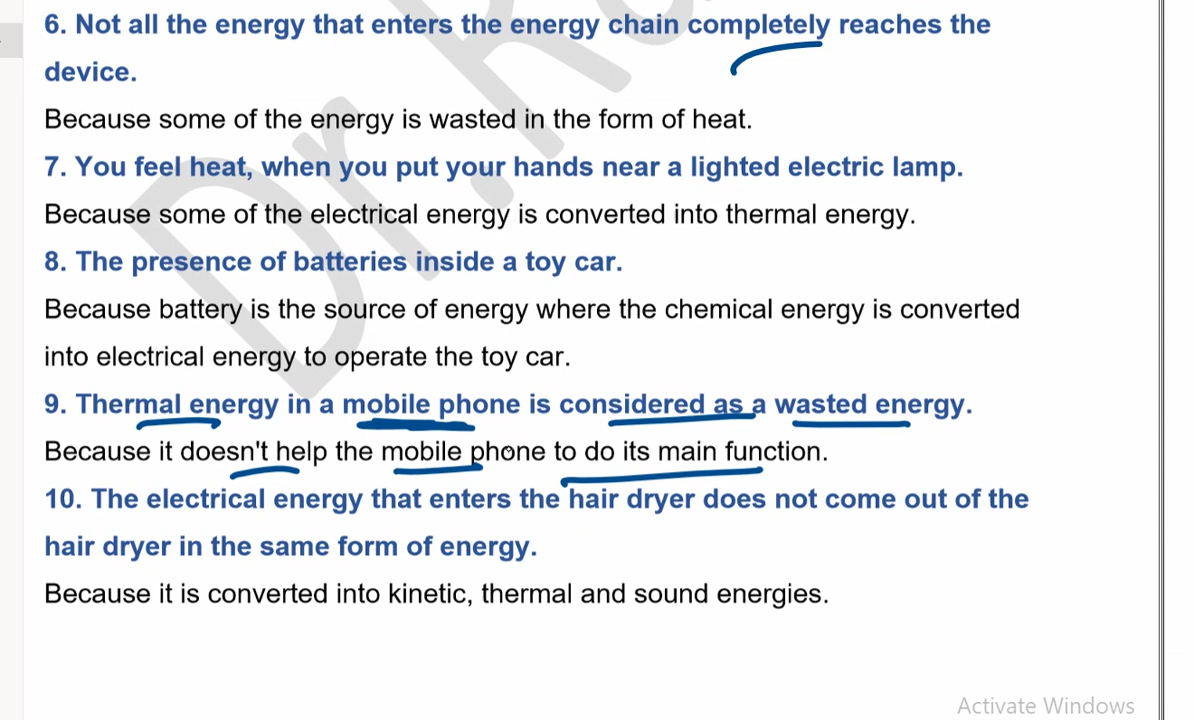 6. Not all the energy that enters the energy chain completely reaches the
device.
Because some of the energy is wasted in the form of heat.
7. You feel heat, when you put your hands near a lighted electric lamp.
Because some of the electrical energy is converted into thermal energy.
8. The presence of batteries inside a toy car.
Because battery is the source of energy where the chemical energy is converted
into electrical energy to operate the toy car.
9. Thermal energy in a mobile phone is considered as a wasted energy.
Because it doesn't help the mobile phone to do its main function.
10. The electrical energy that enters the hair dryer does not come out of the
hair dryer in the same form of energy.
Because it is converted into kinetic, thermal and sound energies.
Activate Windows